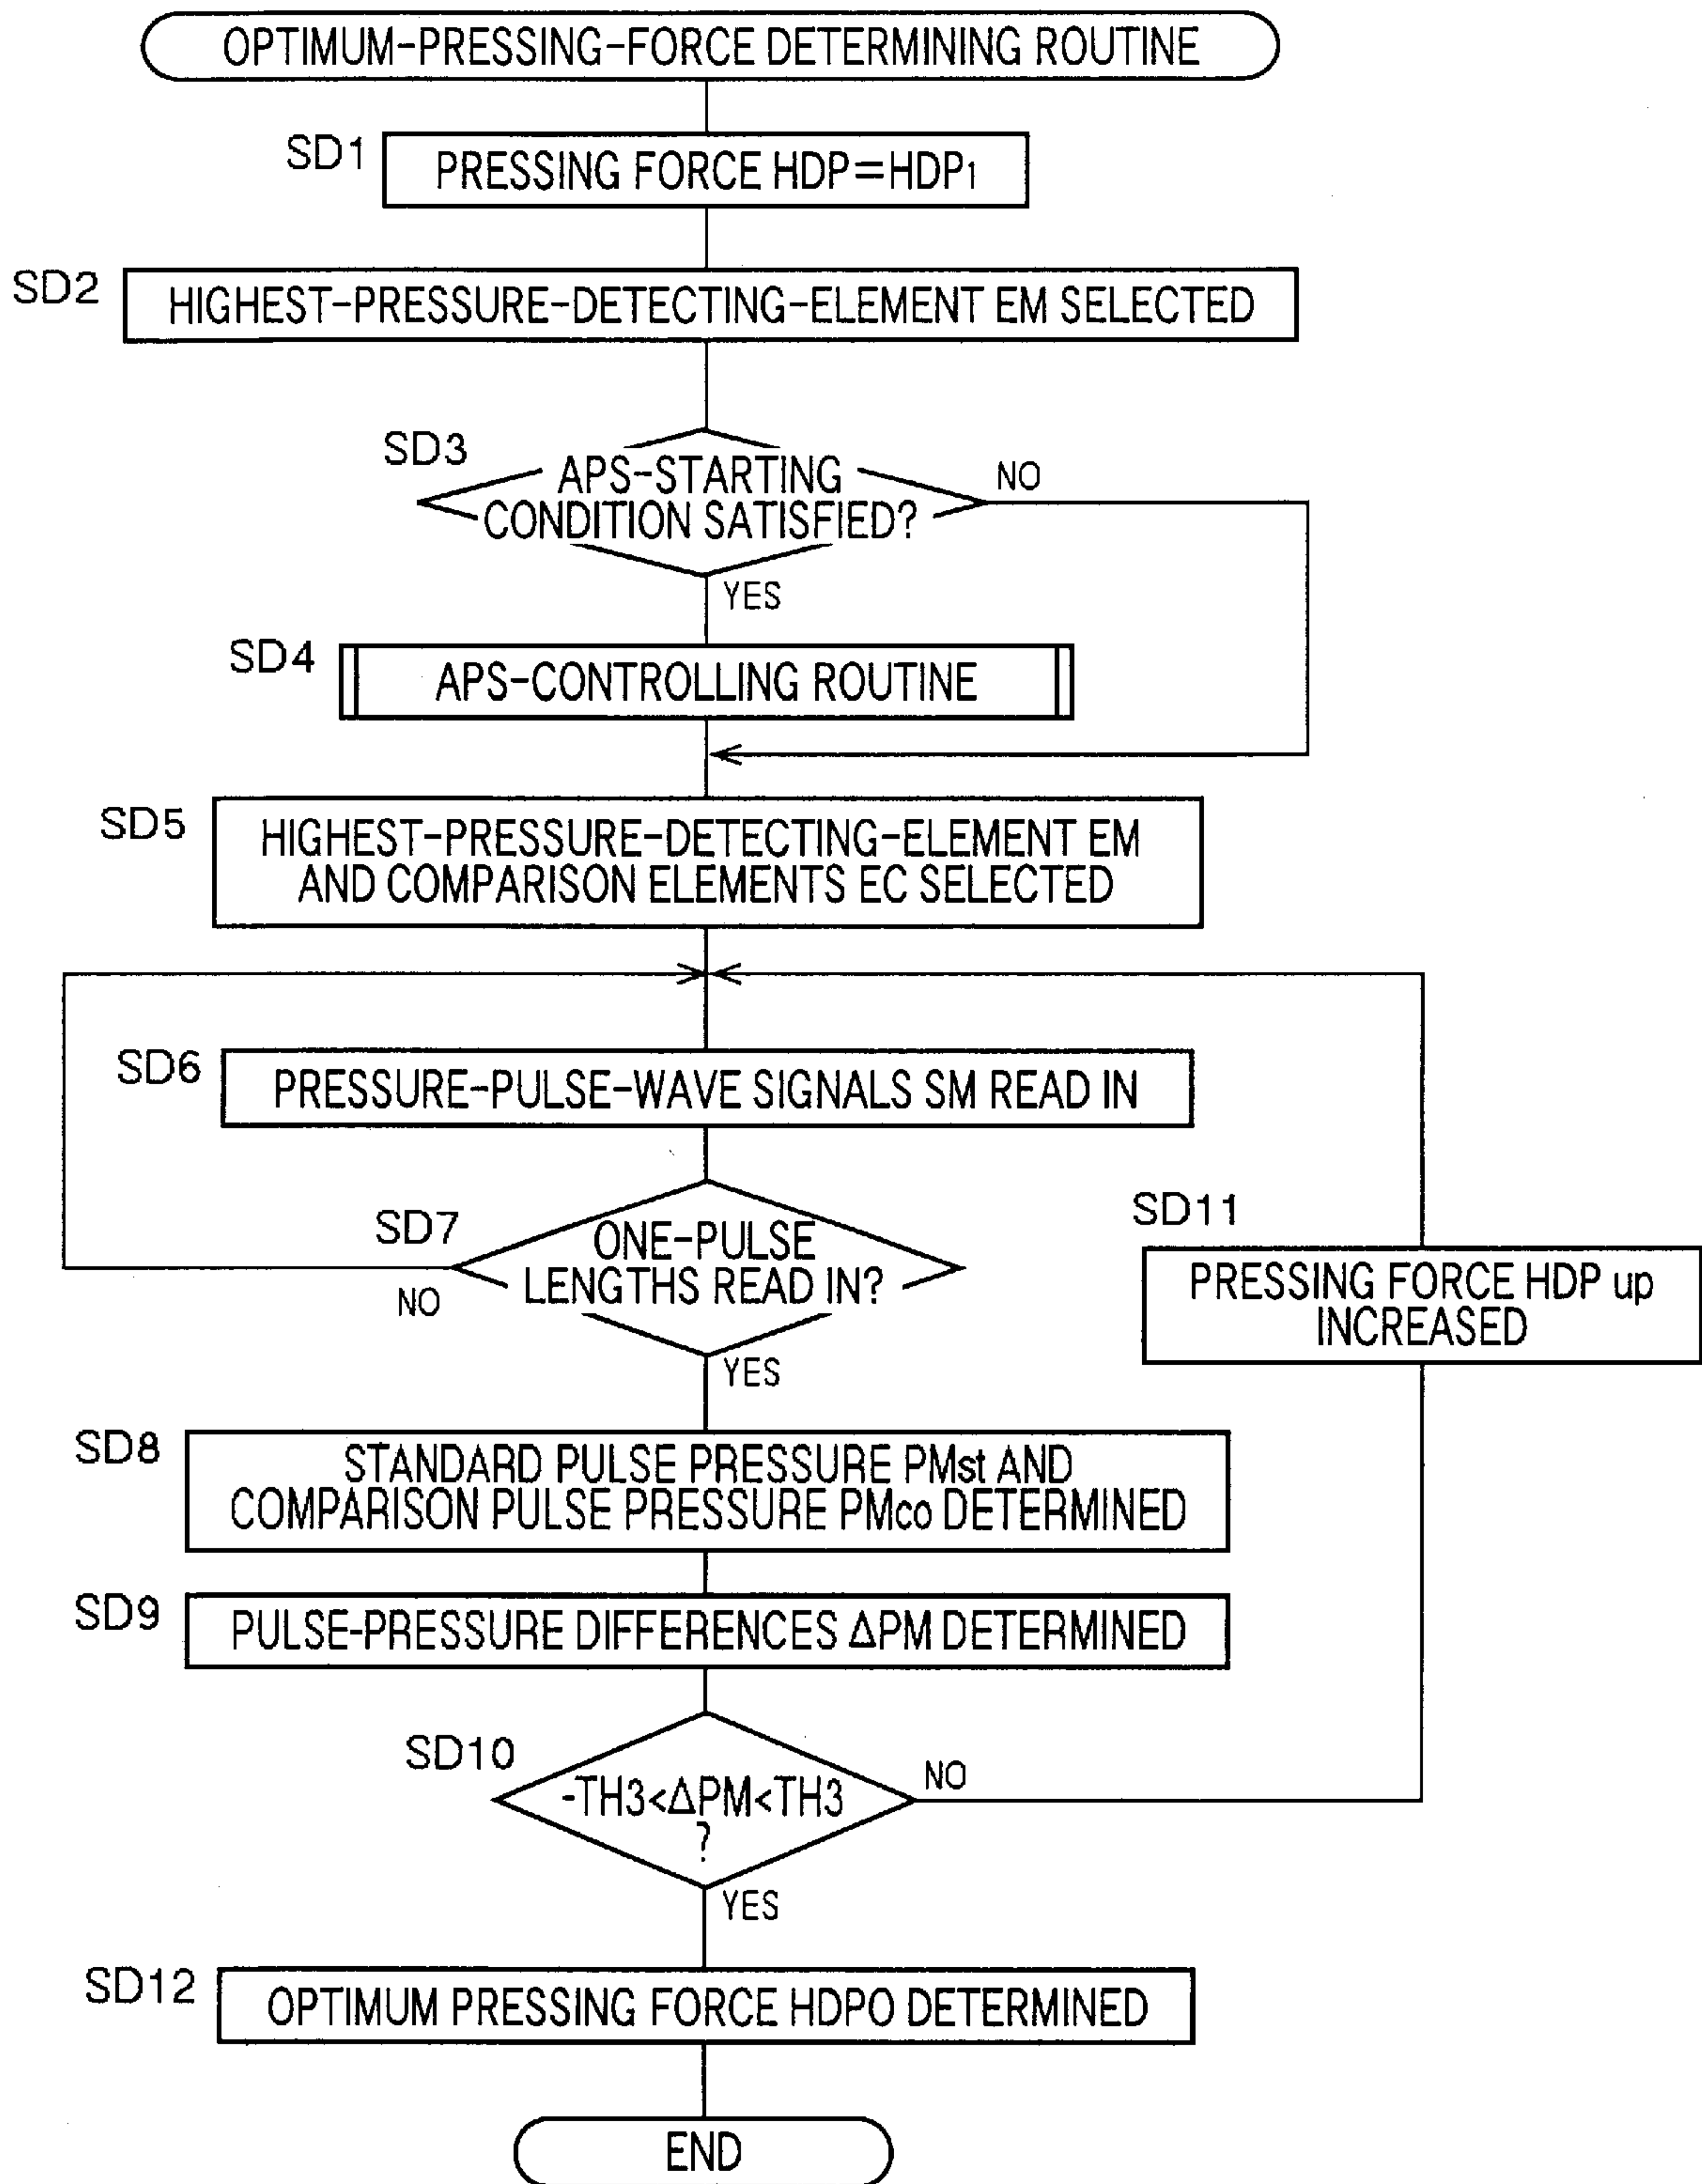 OPTIMUM-PRESSING-FORCE DETERMINING ROUTINE
SD1
PRESSING FORCE HDP=HDP1
SD2
HIGHEST-PRESSURE-DETECTING-ELEMENT EM SELECTED
SD3
APS-STARTING
CONDITION SATISFIED?
NO
YES
SD4
APS-CONTROLLING ROUTINE
SD5
HIGHEST-PRESSURE-DETECTING-ELEMENT EM
AND COMPARISON ELEMENTS EC SELECTED
SD6
PRESSURE-PULSE-WAVE SIGNALS SM READ IN
SD7
ONE-PULSE
LENGTHS READ IN?
NO
YES
SD11
PRESSING FORCE HDP up
INCREASED
SD8
STANDARD PULSE PRESSURE PMst AND
COMPARISON PULSE PRESSURE PMco DETERMINED
SD9
PULSE-PRESSURE DIFFERENCES ΔPM DETERMINED
SD10
-TH3<ΔPM<TH3
?
NO
YES
SD12
OPTIMUM PRESSING FORCE HDPO DETERMINED
END